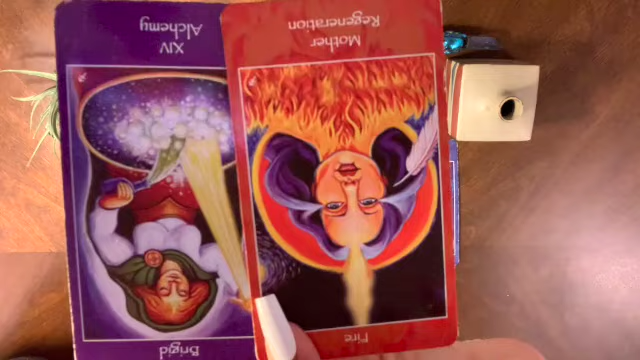 XIV
Alchemy
Brigid
Mother
Regeneration
Fire